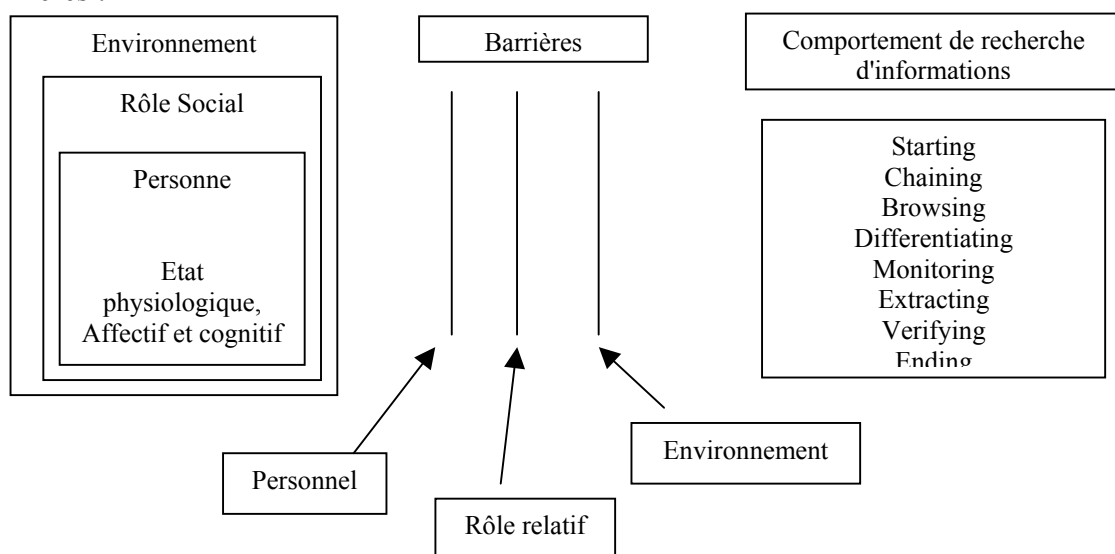 Environnement
Rôle Social
Personne
Etat
physiologique,
Affectif et cognitif
Barrières
Comportement de recherche
d'informations
Starting
Chaining
Browsing
Differentiating
Monitoring
Extracting
Verifying
Ending
Personnel
Rôle relatif
Environnement